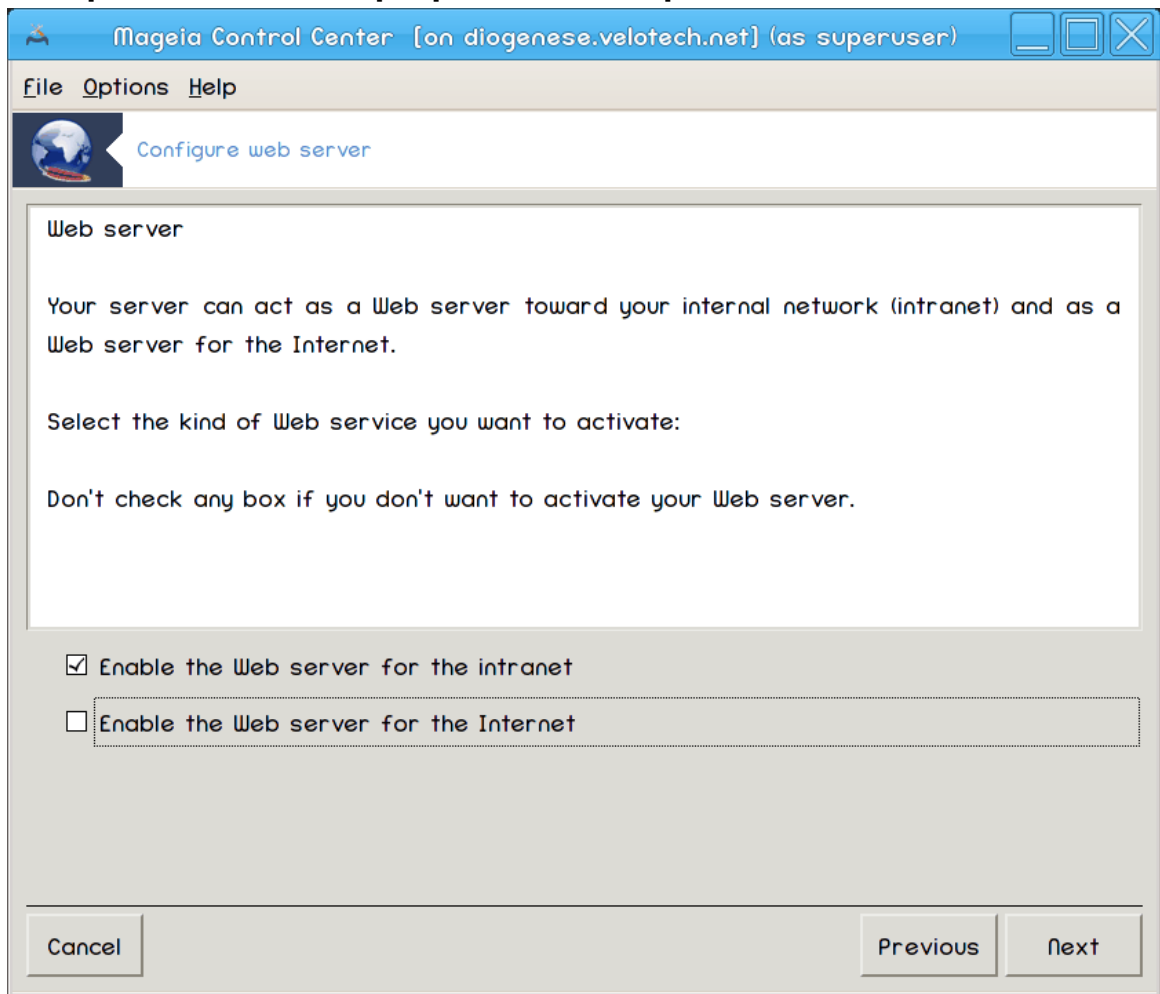 Mageia Control Center [on diogenese.velotech.net] (as superuser)
File Options Help
Configure web server
Web server
Your server can act as a Web server toward your internal network (intranet) and as a
Web server for the Internet.
Select the kind of Web service you want to activate:
Don't check any box if you don't want to activate your Web server.
Enable the Web server for the intranet
Enable the Web server for the Internet
Cancel Previous Next